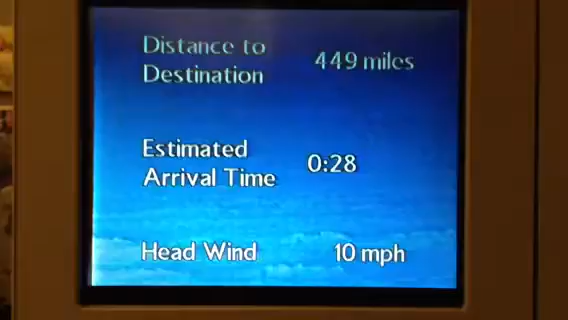 Distance to
Destination 449 miles
Estimated
Arrival Time 0:28
Head Wind 10 mph